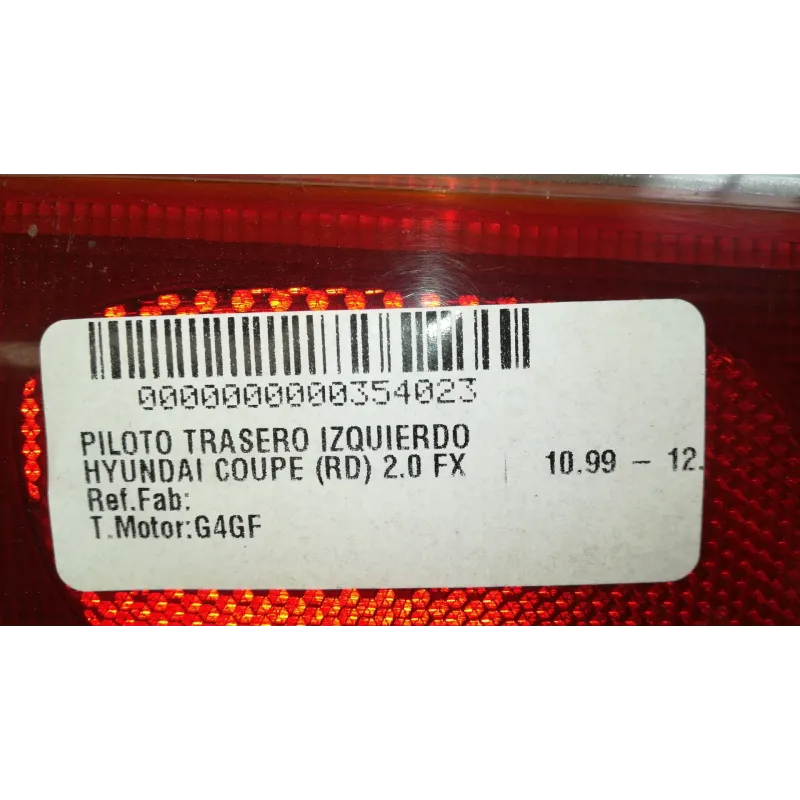 0000000000354023
PILOTO TRASERO IZQUIERDO
HYUNDAI COUPE (RD) 2.0 FX | 10.99 - 12.
Ref.Fab:
T.Motor:G4GF